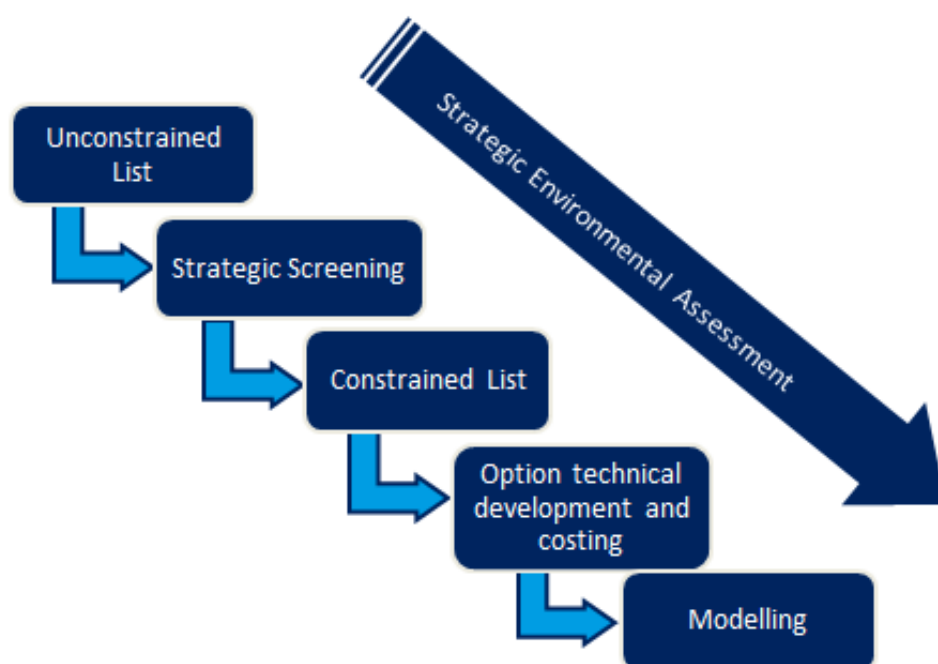 Strategic Environmental Assessment
Unconstrained
List
Strategic Screening
Constrained List
Option technical
development and
costing
Modelling